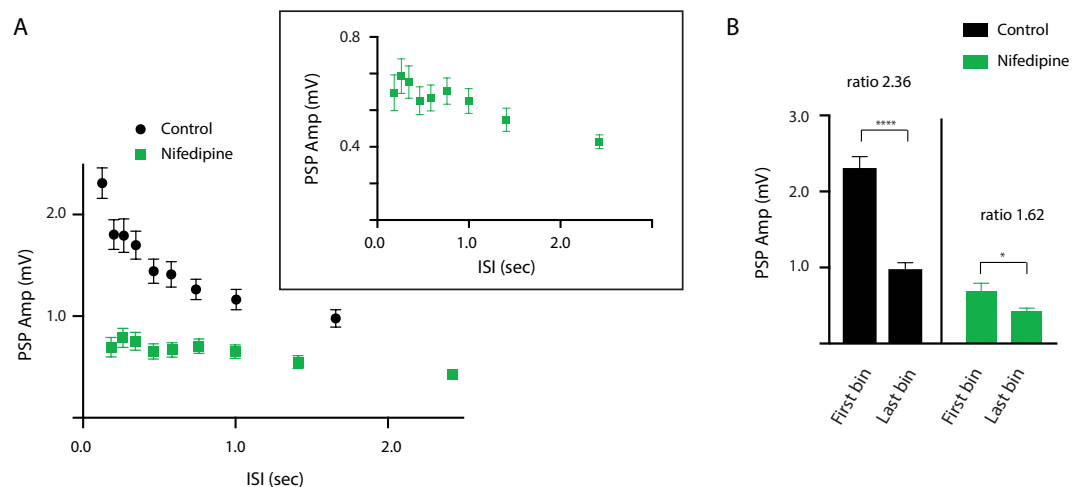 A
Control
Nifedipine
PSP Amp (mV)
2.0
1.0
0.0
1.0
2.0
ISI (sec)
PSP Amp (mV)
0.8
0.4
0.0
1.0
2.0
ISI (sec)
B
Control
Nifedipine
ratio 2.36
ratio 1.62
PSP Amp (mV)
3.0
2.0
1.0
****
*
First bin
Last bin
First bin
Last bin